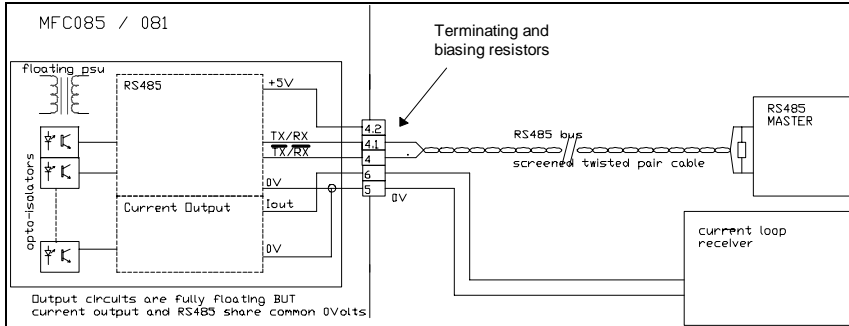 MFC085 / 081
Terminating and
biasing resistors
floating psu
RS485
+5V
4.2
TX/RX
4.1
TX/RX
4
6
0V
5
0V
Current Output
Iout
0V
opto-isolators
RS485 bus
screened twisted pair cable
RS485
MASTER
current loop
receiver
Output circuits are fully floating BUT
current output and RS485 share common 0Volts